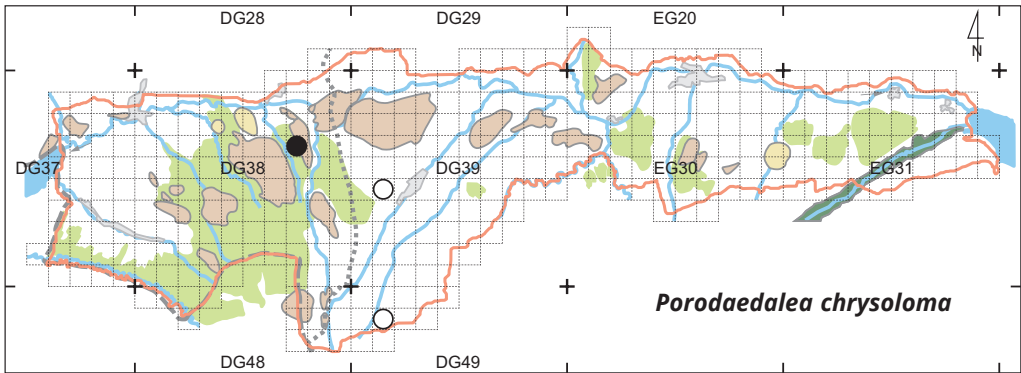 DG28 DG29 EG20
N
DG37 DG38 DG39 EG30 EG31
Porodaedalea chrysoloma
DG48 DG49